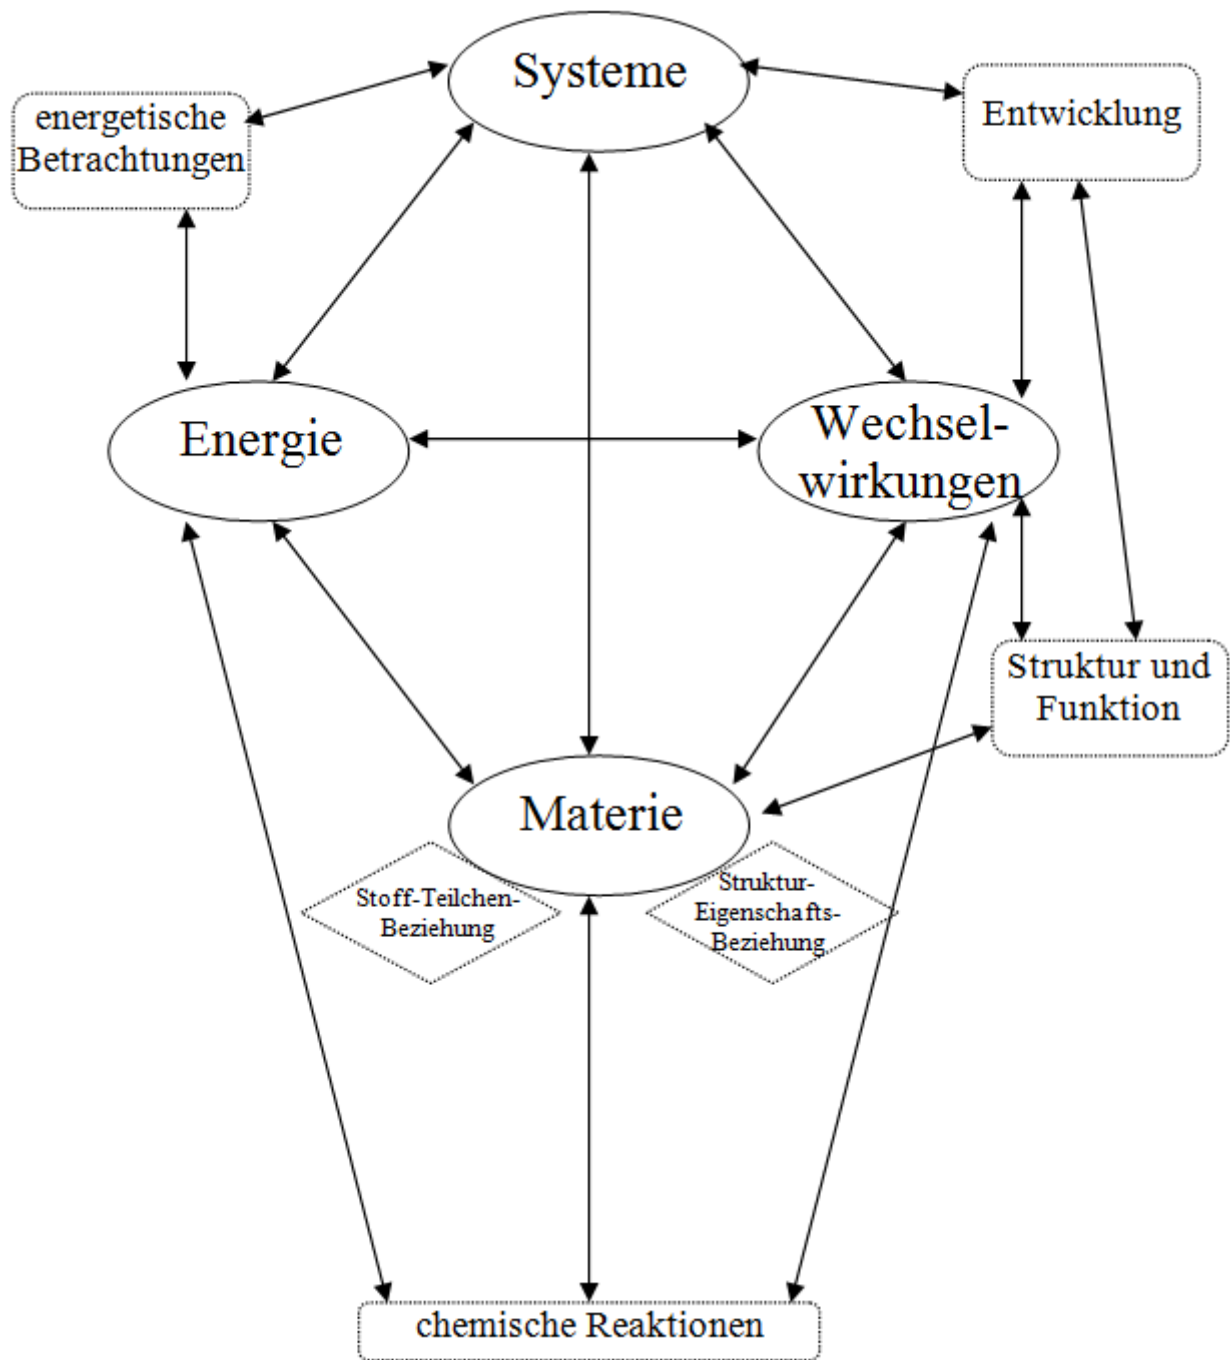 Systeme
energetische
Betrachtungen
Entwicklung
Energie
Wechsel-
wirkungen
Struktur und
Funktion
Materie
Stoff-Teilchen-
Beziehung
Struktur-
Eigenschafts-
Beziehung
chemische Reaktionen